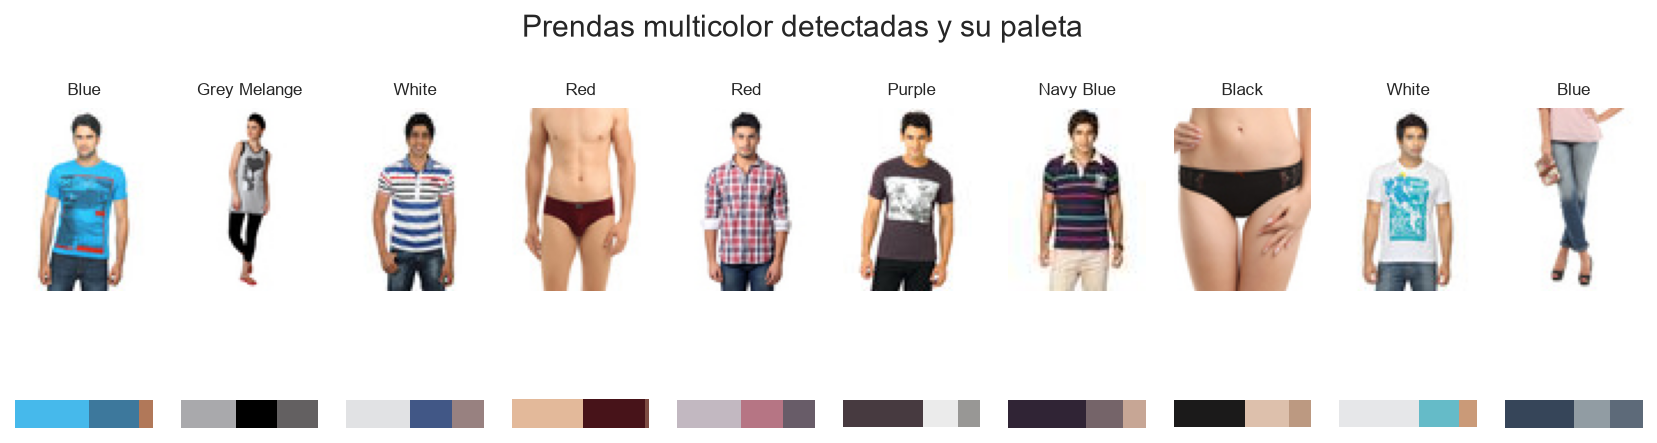 Prendas multicolor detectadas y su paleta
Blue Grey Melange White Red Red Purple Navy Blue Black White Blue